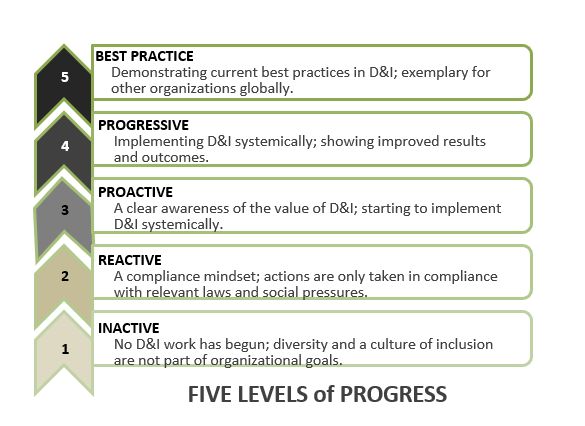 5
BEST PRACTICE
Demonstrating current best practices in D&I; exemplary for
other organizations globally.
4
PROGRESSIVE
Implementing D&I systemically; showing improved results
and outcomes.
3
PROACTIVE
A clear awareness of the value of D&I; starting to implement
D&I systemically.
2
REACTIVE
A compliance mindset; actions are only taken in compliance
with relevant laws and social pressures.
1
INACTIVE
No D&I work has begun; diversity and a culture of inclusion
are not part of organizational goals.
FIVE LEVELS of PROGRESS